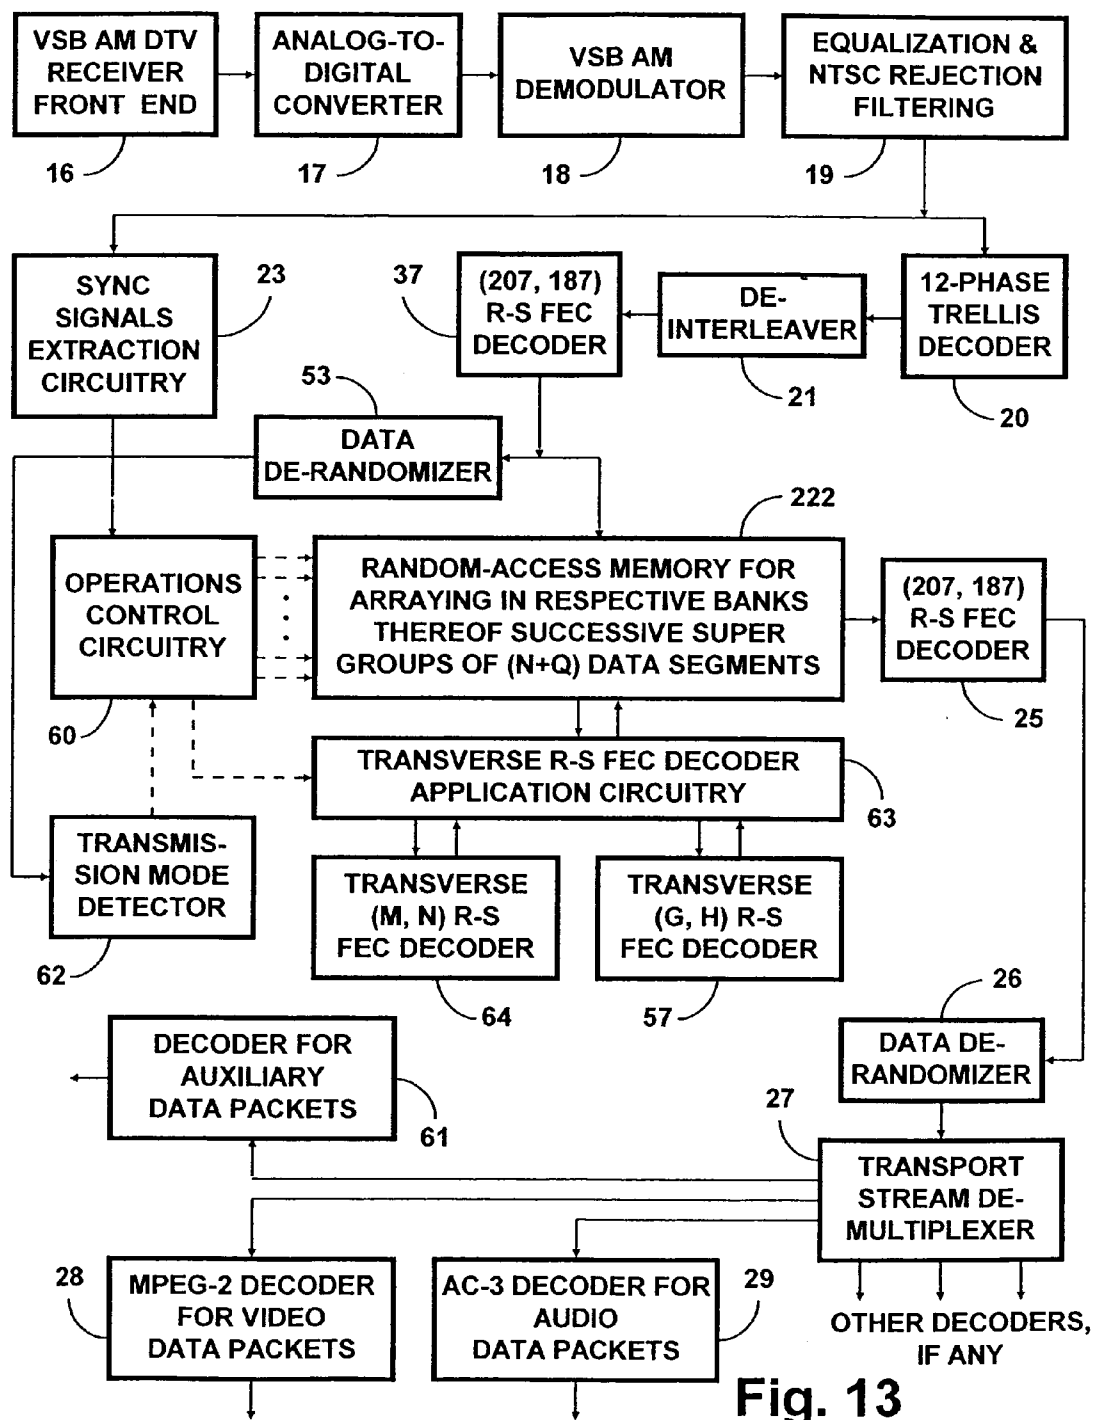 VSB AM DTV
RECEIVER
FRONT END
16
ANALOG-TO-
DIGITAL
CONVERTER
17
VSB AM
DEMODULATOR
18
EQUALIZATION &
NTSC REJECTION
FILTERING
19
SYNC
SIGNALS
EXTRACTION
CIRCUITRY
23
37
(207, 187)
R-S FEC
DECODER
DE-
INTERLEAVER
21
12-PHASE
TRELLIS
DECODER
20
53
DATA
DE-RANDOMIZER
222
OPERATIONS
CONTROL
CIRCUITRY
60
RANDOM-ACCESS MEMORY FOR
ARRAYING IN RESPECTIVE BANKS
THEREOF SUCCESSIVE SUPER
GROUPS OF (N+Q) DATA SEGMENTS
(207, 187)
R-S FEC
DECODER
25
TRANSVERSE R-S FEC DECODER
APPLICATION CIRCUITRY
63
TRANSMIS-
SION MODE
DETECTOR
62
TRANSVERSE
(M, N) R-S
FEC DECODER
64
TRANSVERSE
(G, H) R-S
FEC DECODER
57
26
DATA DE-
RANDOMIZER
DECODER FOR
AUXILIARY
DATA PACKETS
61
27
TRANSPORT
STREAM DE-
MULTIPLEXER
28
MPEG-2 DECODER
FOR VIDEO
DATA PACKETS
AC-3 DECODER FOR
AUDIO
DATA PACKETS
29
OTHER DECODERS,
IF ANY
Fig. 13